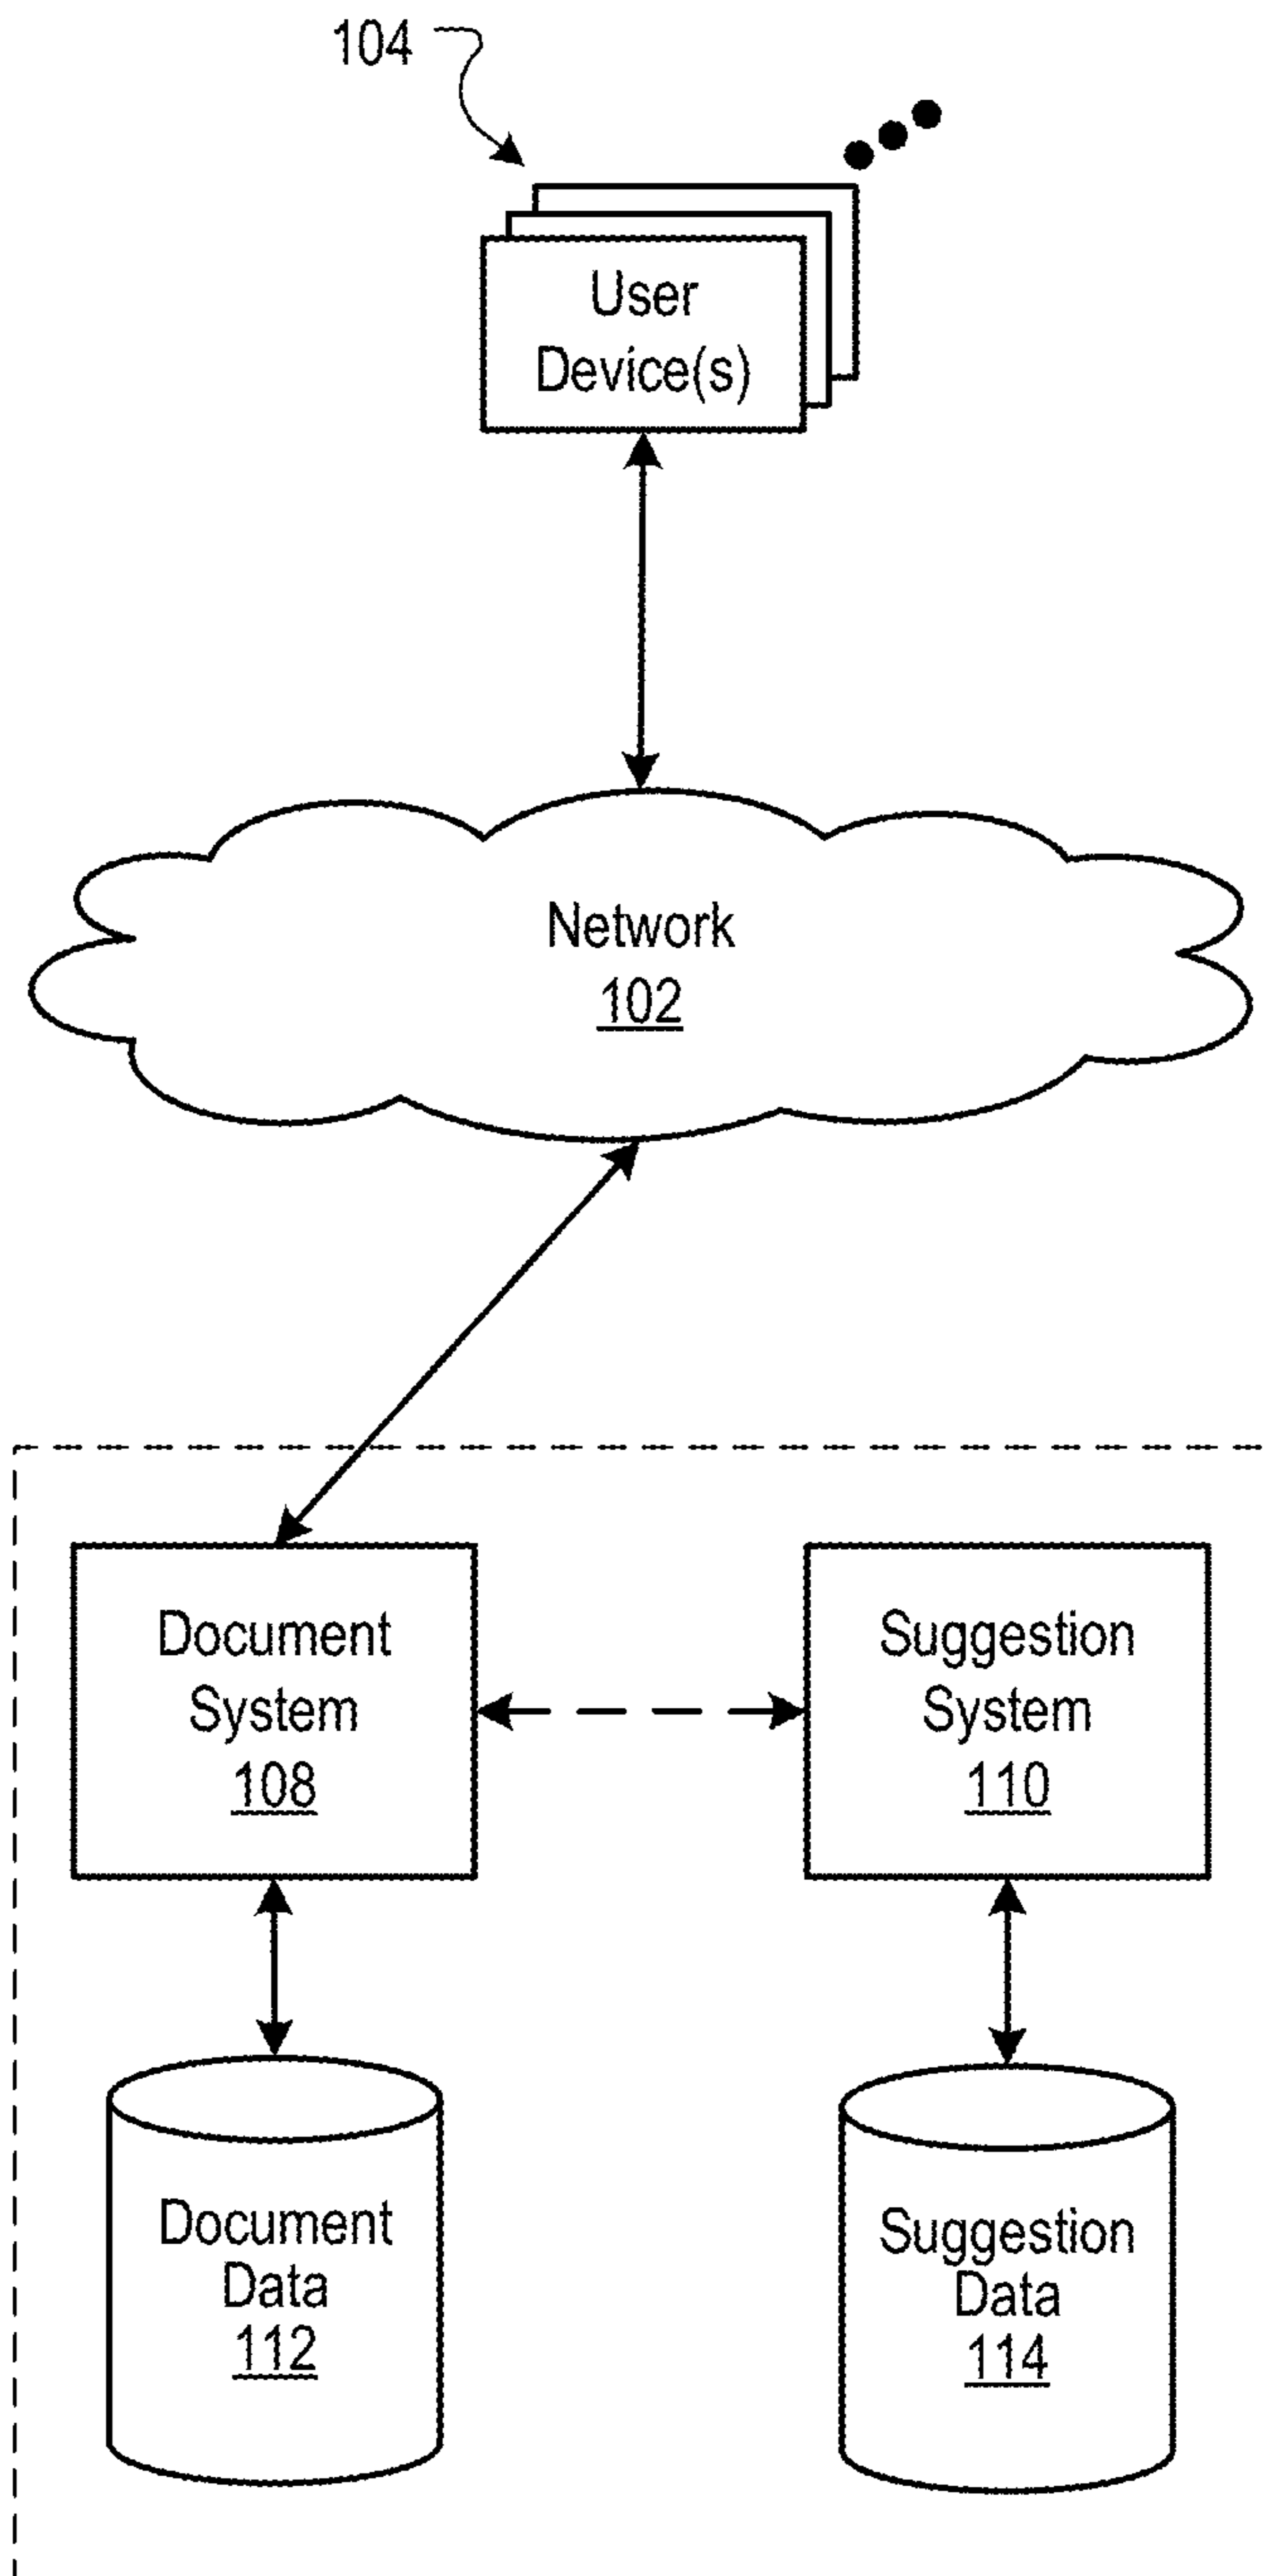 104
User
Device(s)
Network
102
Document
System
108
Suggestion
System
110
Document
Data
112
Suggestion
Data
114